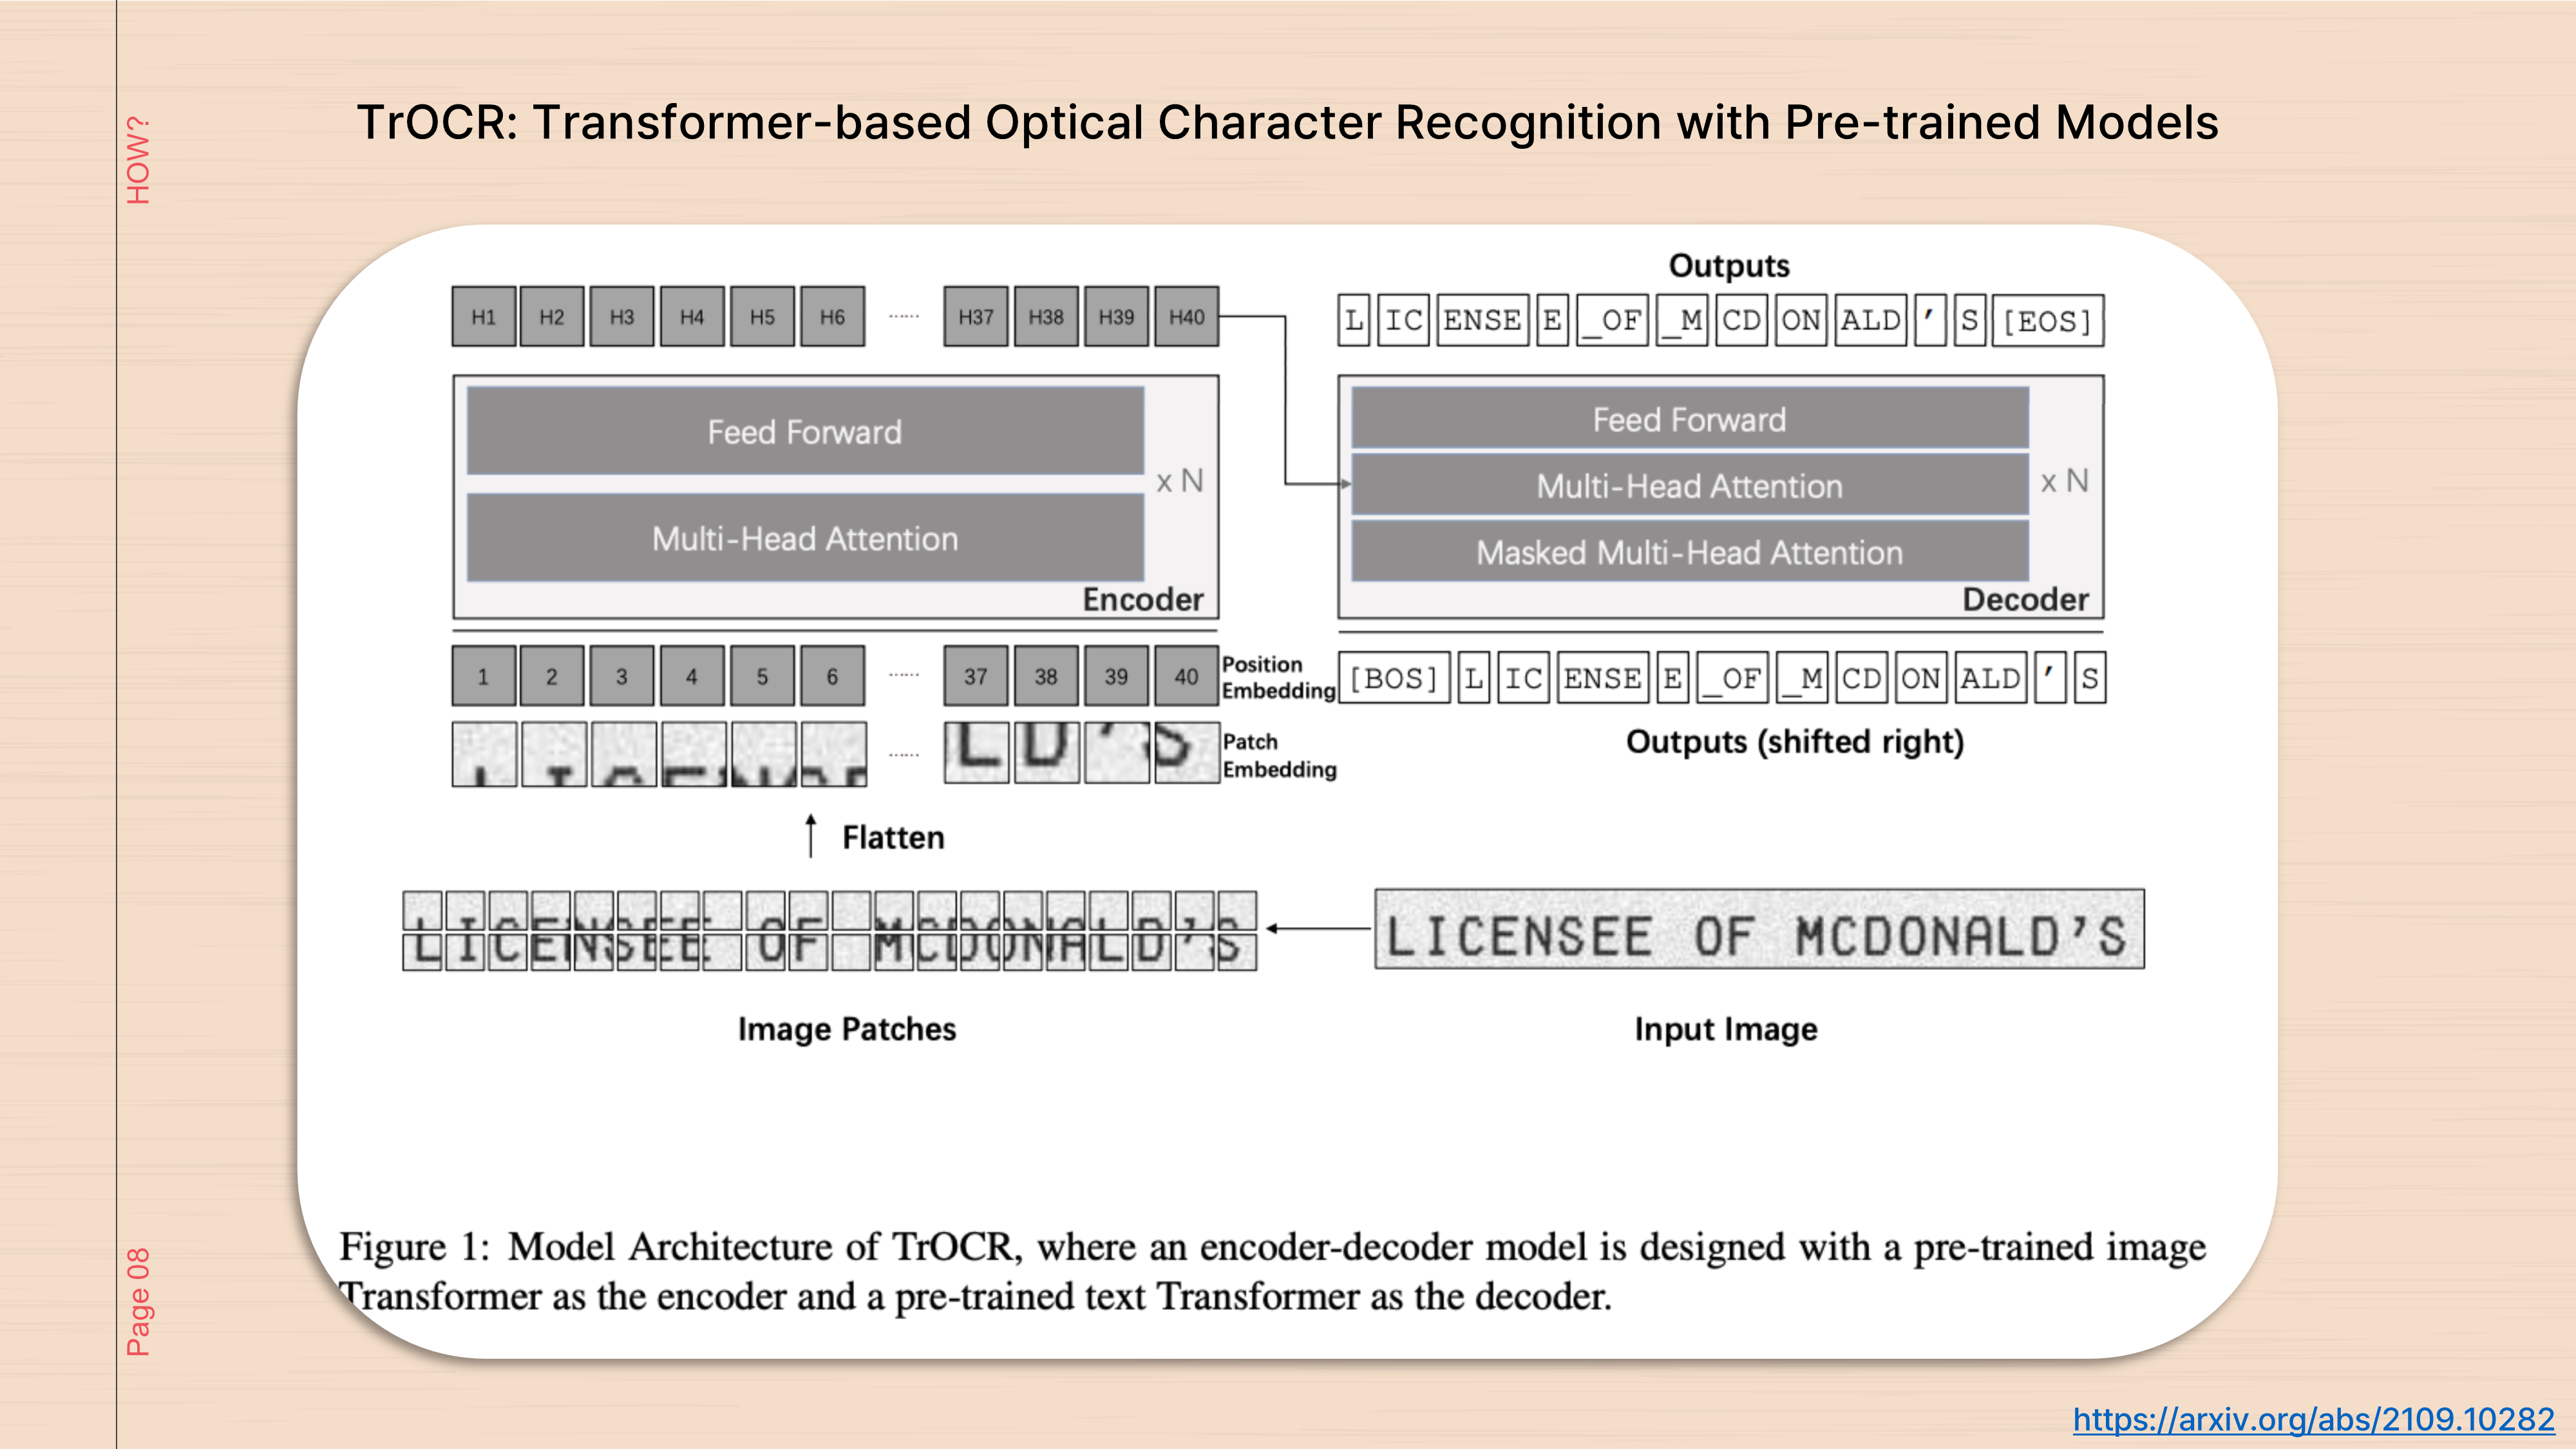 HOW?
TrOCR: Transformer-based Optical Character Recognition with Pre-trained Models
H1 H2 H3 H4 H5 H6 ...... H37 H38 H39 H40
Feed Forward
Multi-Head Attention
x N
Encoder
1 2 3 4 5 6 ...... 37 38 39 40
Position
Embedding
LD'S
Patch
Embedding
Flatten
LICENSEE OF MCDONALD'S
Image Patches
Outputs
L IC ENSE E _OF _M CD ON ALD ' S [EOS]
Feed Forward
Multi-Head Attention
Masked Multi-Head Attention
x N
Decoder
[BOS] L IC ENSE E _OF _M CD ON ALD ' S
Outputs (shifted right)
LICENSEE OF MCDONALD'S
Input Image
Figure 1: Model Architecture of TrOCR, where an encoder-decoder model is designed with a pre-trained image
Transformer as the encoder and a pre-trained text Transformer as the decoder.
Page 08
https://arxiv.org/abs/2109.10282